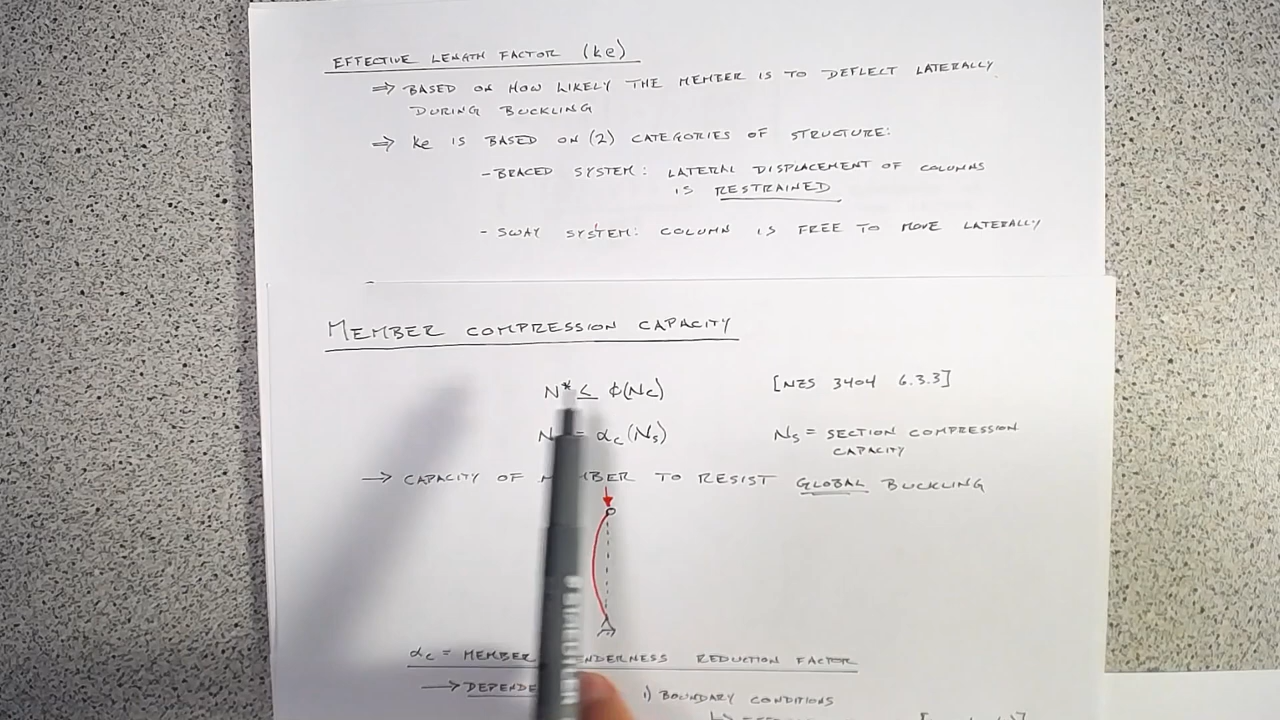 EFFECTIVE LENGTH FACTOR (ke)
⇒ BASED ON HOW LIKELY THE MEMBER IS TO DEFLECT LATERALLY
DURING BUCKLING
⇒ ke IS BASED ON (2) CATEGORIES OF STRUCTURE:
- BRACED SYSTEM: LATERAL DISPLACEMENT OF COLUMNS
IS RESTRAINED
- SWAY SYSTEM: COLUMN IS FREE TO MOVE LATERALLY
MEMBER COMPRESSION CAPACITY
N* ≤ ϕ(Nc) [NZS 3404 6.3.3]
N = αc(Ns) Ns = SECTION COMPRESSION
CAPACITY
→ CAPACITY OF TO RESIST GLOBAL BUCKLING
αc = MEMBER REDUCTION FACTOR
→ 1) BOUNDARY CONDITIONS